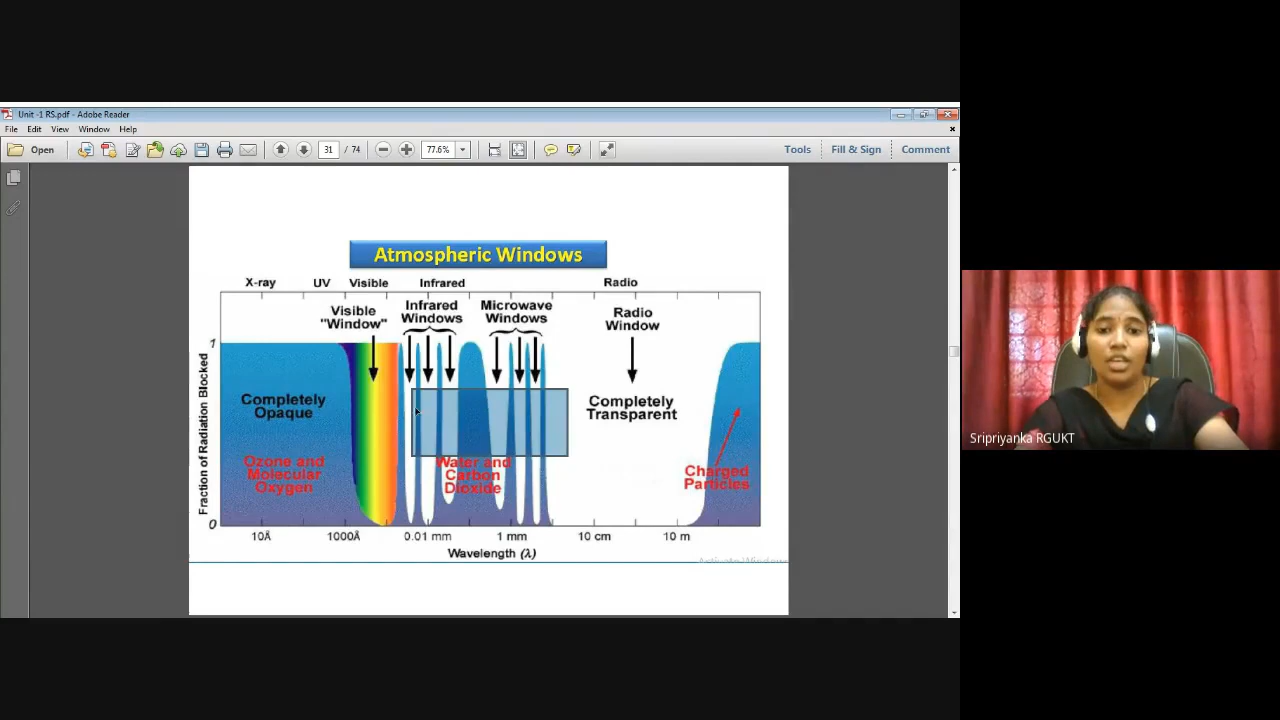 Unit -1 RS.pdf - Adobe Reader
File Edit View Window Help
Open 31 / 74 77.6% Tools Fill & Sign Comment
Atmospheric Windows
X-ray UV Visible Infrared Radio
Visible
"Window"
Infrared
Windows
Microwave
Windows
Radio
Window
1
Completely
Opaque
Completely
Transparent
Ozone and
Molecular
Oxygen
Water and
Carbon
Dioxide
Charged
Particles
Fraction of Radiation Blocked
0
10Å 1000Å 0.01 mm 1 mm 10 cm 10 m
Wavelength (λ)
Activate Windows
Sripriyanka RGUKT